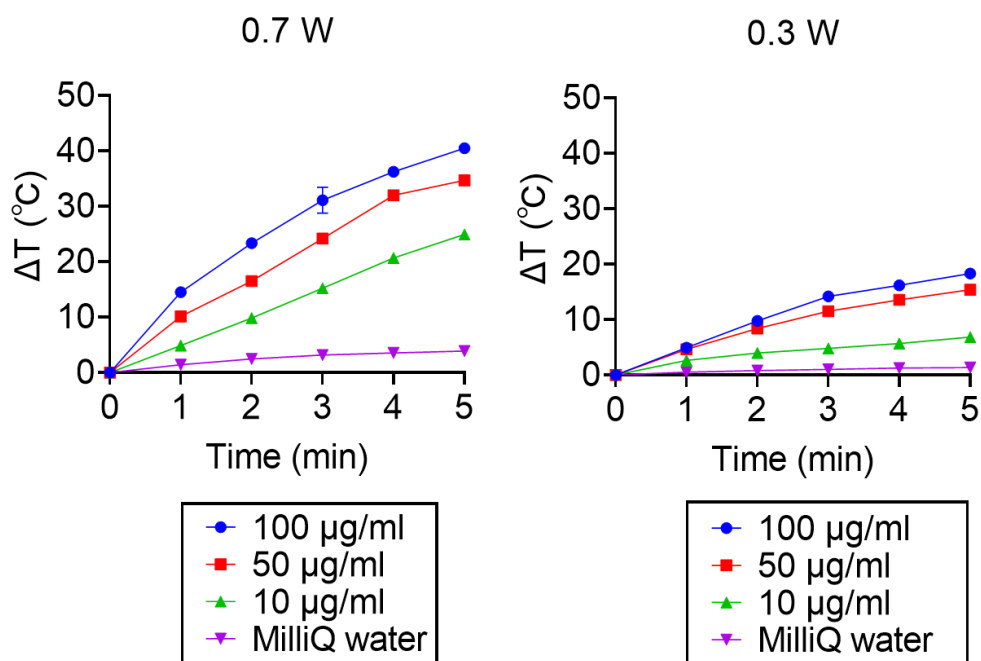 0.7 W
50
40
30
20
10
0
ΔT (℃)
0 1 2 3 4 5
Time (min)
100 µg/ml
50 µg/ml
10 µg/ml
MilliQ water
0.3 W
50
40
30
20
10
0
ΔT (℃)
0 1 2 3 4 5
Time (min)
100 µg/ml
50 µg/ml
10 µg/ml
MilliQ water